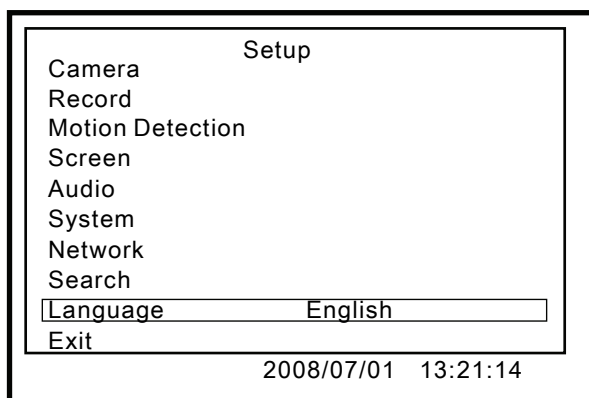 Setup
Camera
Record
Motion Detection
Screen
Audio
System
Network
Search
Language English
Exit
2008/07/01 13:21:14